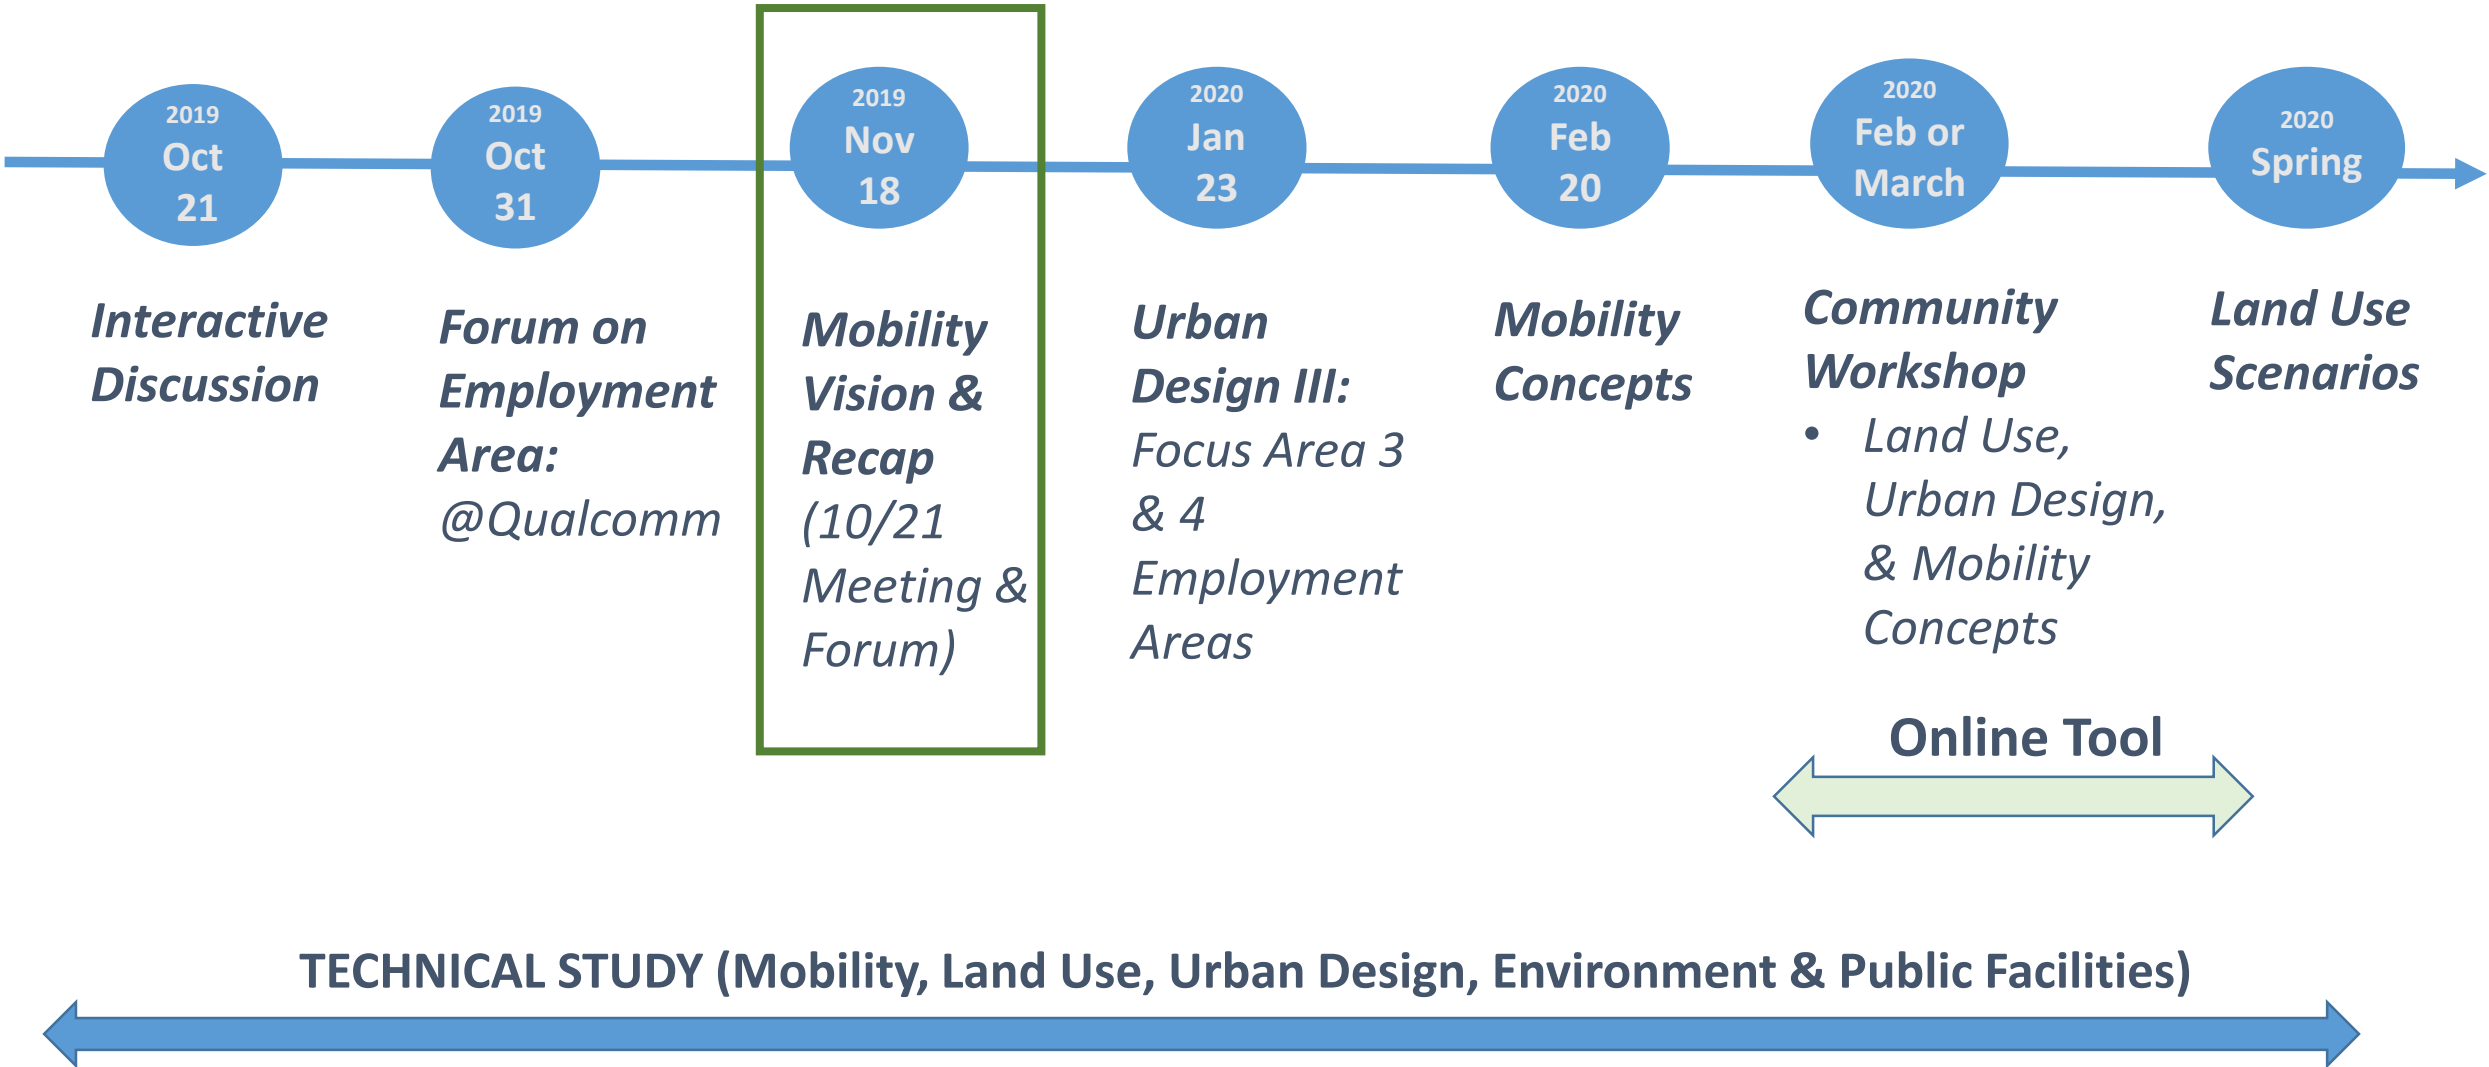 2019
Oct
21
2019
Oct
31
2019
Nov
18
2020
Jan
23
2020
Feb
20
2020
Feb or
March
2020
Spring
Interactive
Discussion
Forum on
Employment
Area:
@Qualcomm
Mobility
Vision &
Recap
(10/21
Meeting &
Forum)
Urban
Design III:
Focus Area 3
& 4
Employment
Areas
Mobility
Concepts
Community
Workshop
• Land Use,
Urban Design,
& Mobility
Concepts
Land Use
Scenarios
Online Tool
TECHNICAL STUDY (Mobility, Land Use, Urban Design, Environment & Public Facilities)